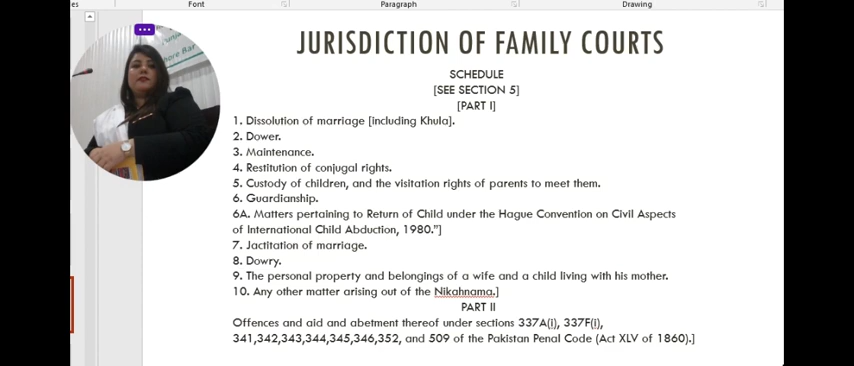 Font
Paragraph
Drawing
JURISDICTION OF FAMILY COURTS
SCHEDULE
[SEE SECTION 5]
[PART I]
1. Dissolution of marriage [including Khula].
2. Dower.
3. Maintenance.
4. Restitution of conjugal rights.
5. Custody of children, and the visitation rights of parents to meet them.
6. Guardianship.
6A. Matters pertaining to Return of Child under the Hague Convention on Civil Aspects
of International Child Abduction, 1980.”]
7. Jactitation of marriage.
8. Dowry.
9. The personal property and belongings of a wife and a child living with his mother.
10. Any other matter arising out of the Nikahnama.]
PART II
Offences and aid and abetment thereof under sections 337A(i), 337F(i),
341,342,343,344,345,346,352, and 509 of the Pakistan Penal Code (Act XLV of 1860).]